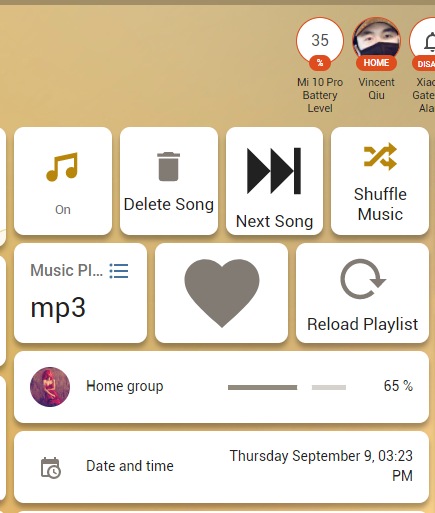 35
%
HOME
DISA
Mi 10 Pro
Battery
Level
Vincent
Qiu
Xiao
Gate
Ala
On
Delete Song
Next Song
Shuffle
Music
Music Pl...
mp3
Reload Playlist
Home group
65 %
Date and time
Thursday September 9, 03:23
PM